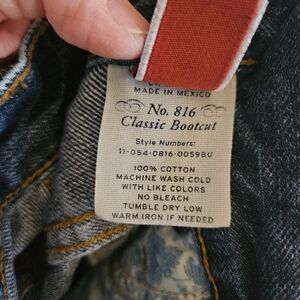 MADE IN MEXICO
No. 816
Classic Bootcut
Style Numbers:
11-054-0816-0059BU
100% COTTON
MACHINE WASH COLD
WITH LIKE COLORS
NO BLEACH
TUMBLE DRY LOW
WARM IRON IF NEEDED